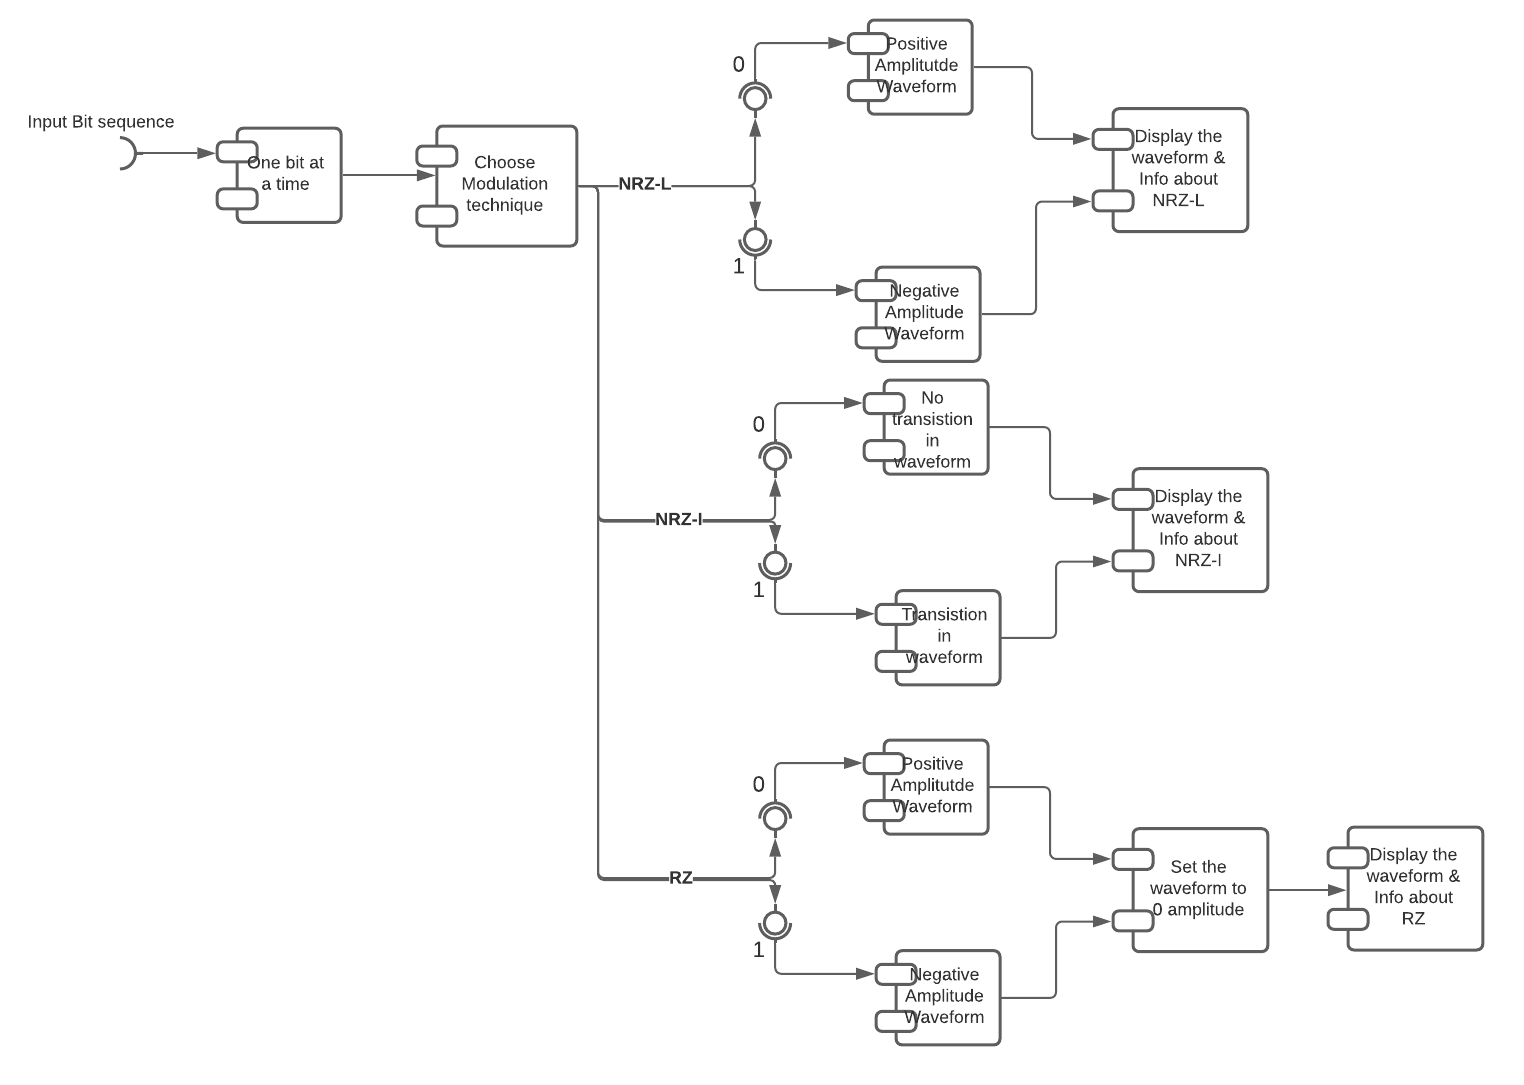 Input Bit sequence
One bit at
a time
Choose
Modulation
technique
NRZ-L
0
Positive
Amplitutde
Waveform
1
Negative
Amplitude
Waveform
Display the
waveform &
Info about
NRZ-L
NRZ-I
0
No
transistion
in
waveform
1
Transistion
in
waveform
Display the
waveform &
Info about
NRZ-I
RZ
0
Positive
Amplitutde
Waveform
1
Negative
Amplitude
Waveform
Set the
waveform to
0 amplitude
Display the
waveform &
Info about
RZ